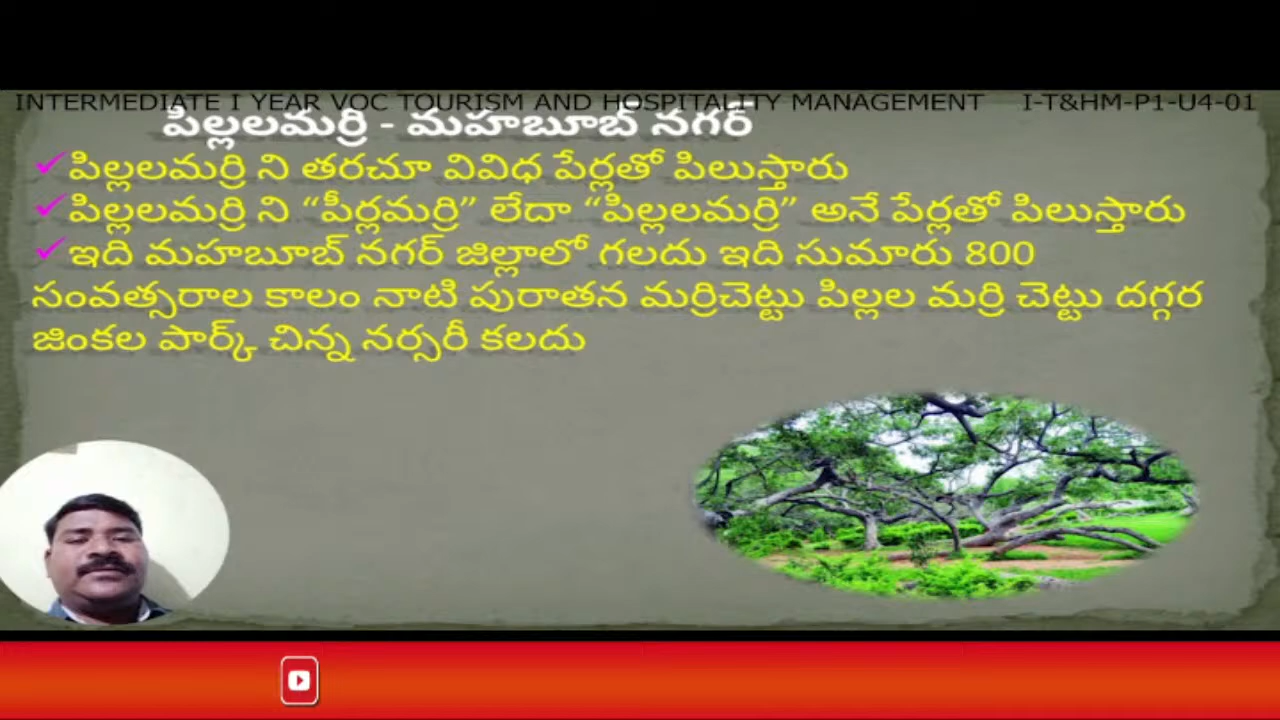 INTERMEDIATE I YEAR VOC TOURISM AND HOSPITALITY MANAGEMENT I-T&HM-P1-U4-01
పిల్లలమర్రి - మహబూబ్ నగర్
పిల్లలమర్రి ని తరచూ వివిధ పేర్లతో పిలుస్తారు
పిల్లలమర్రి ని “పీర్లమర్రి” లేదా “పిల్లలమర్రి” అనే పేర్లతో పిలుస్తారు
ఇది మహబూబ్ నగర్ జిల్లాలో గలదు ఇది సుమారు 800
సంవత్సరాల కాలం నాటి పురాతన మర్రిచెట్టు పిల్లల మర్రి చెట్టు దగ్గర
జింకల పార్క్ చిన్న నర్సరీ కలదు